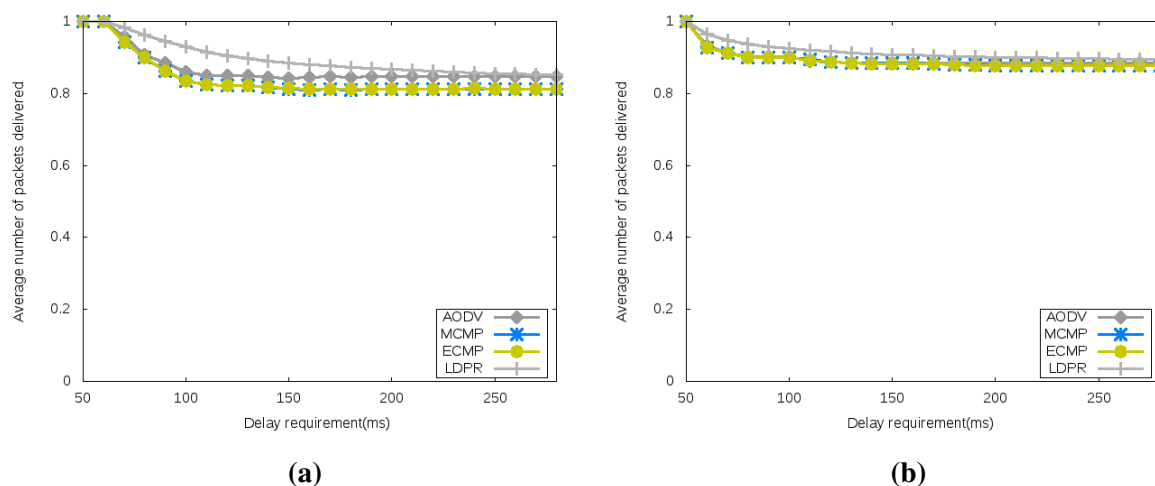 Average number of packets delivered
1
0.8
0.6
0.4
0.2
0
50
100
150
200
250
Delay requirement(ms)
AODV
MCMP
ECMP
LDPR
(a)
Average number of packets delivered
1
0.8
0.6
0.4
0.2
0
50
100
150
200
250
Delay requirement(ms)
AODV
MCMP
ECMP
LDPR
(b)